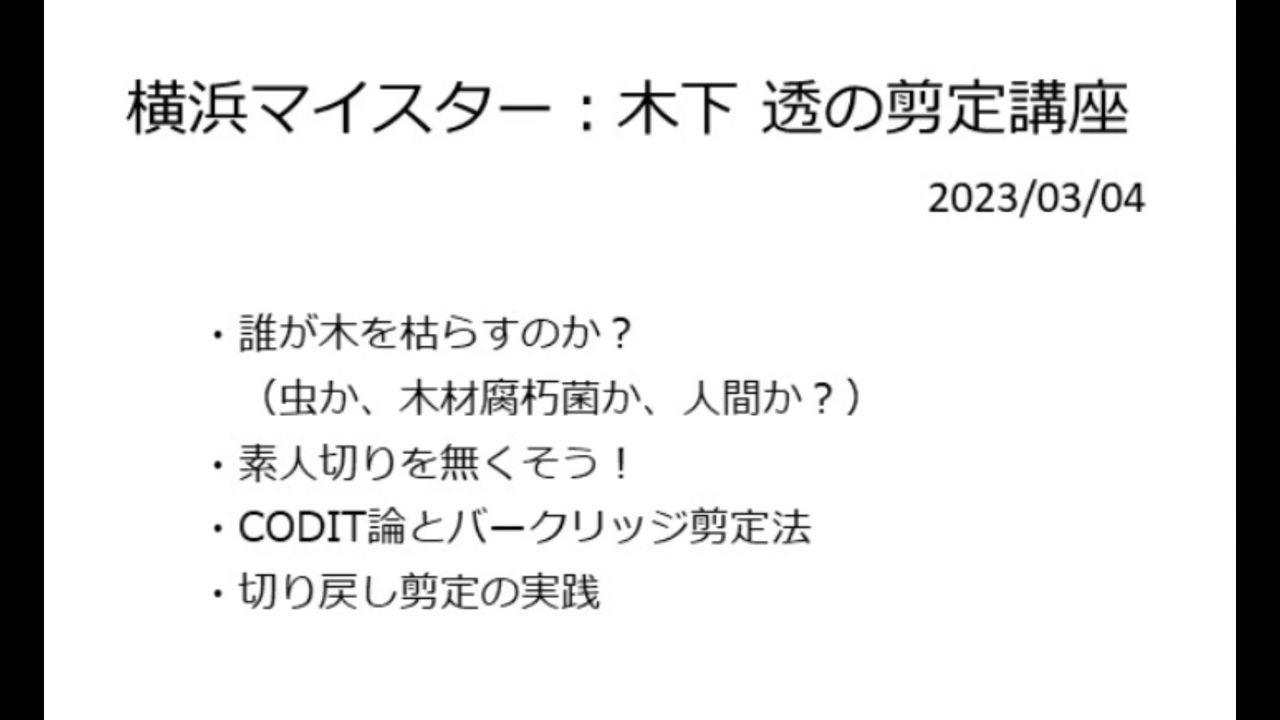 横浜マイスター：木下 透の剪定講座
2023/03/04
・誰が木を枯らすのか？
（虫か、木材腐朽菌か、人間か？）
・素人切りを無くそう！
・CODIT論とバークリッジ剪定法
・切り戻し剪定の実践